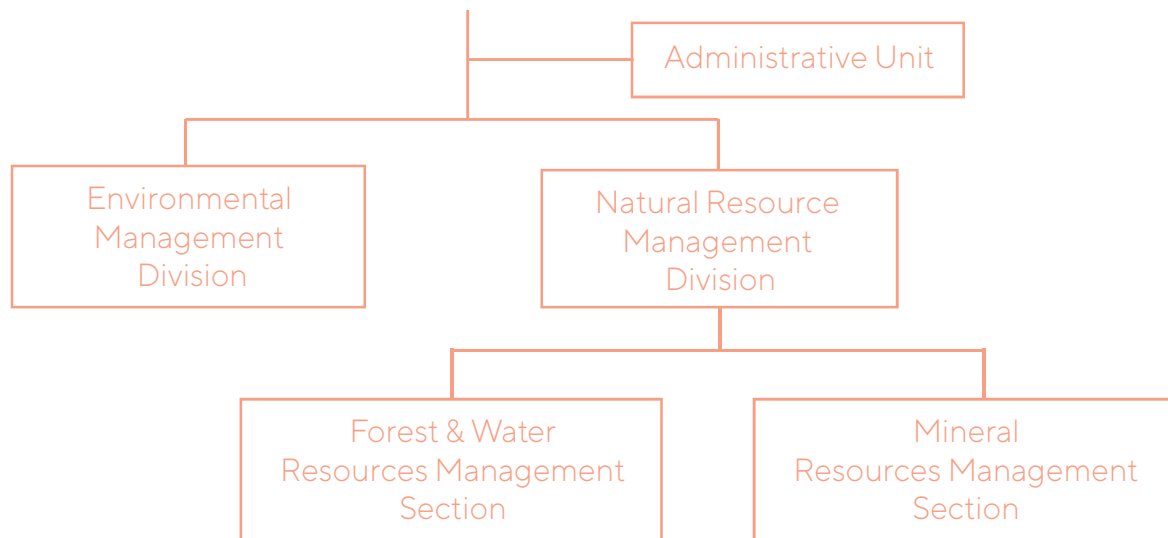 Administrative Unit
Environmental
Management
Division
Natural Resource
Management
Division
Forest & Water
Resources Management
Section
Mineral
Resources Management
Section